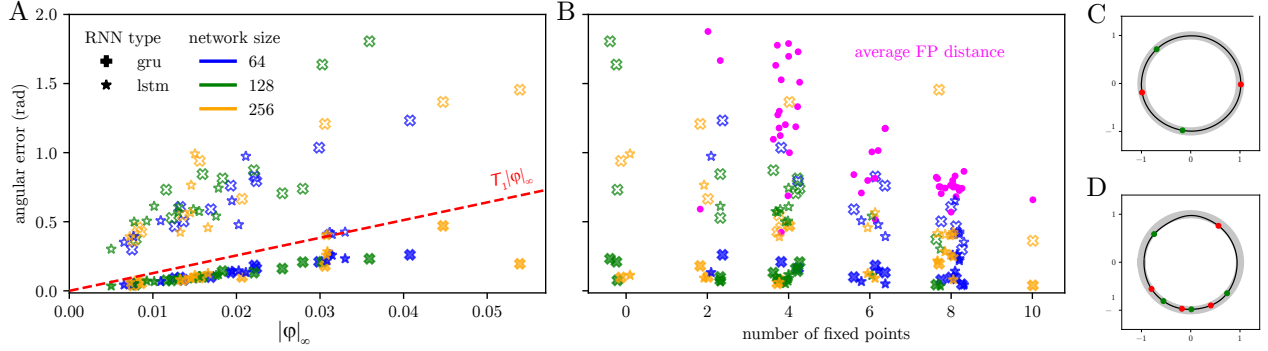 A
B
C
D
RNN type
gru
lstm
network size
64
128
256
T₁|φ|∞
average FP distance
angular error (rad)
2.0
1.5
1.0
0.5
0.0
0.00 0.01 0.02 0.03 0.04 0.05
|φ|∞
0 2 4 6 8 10
number of fixed points
1
0
1
−
−1 0 1
1
0
1
−
−1 0 1